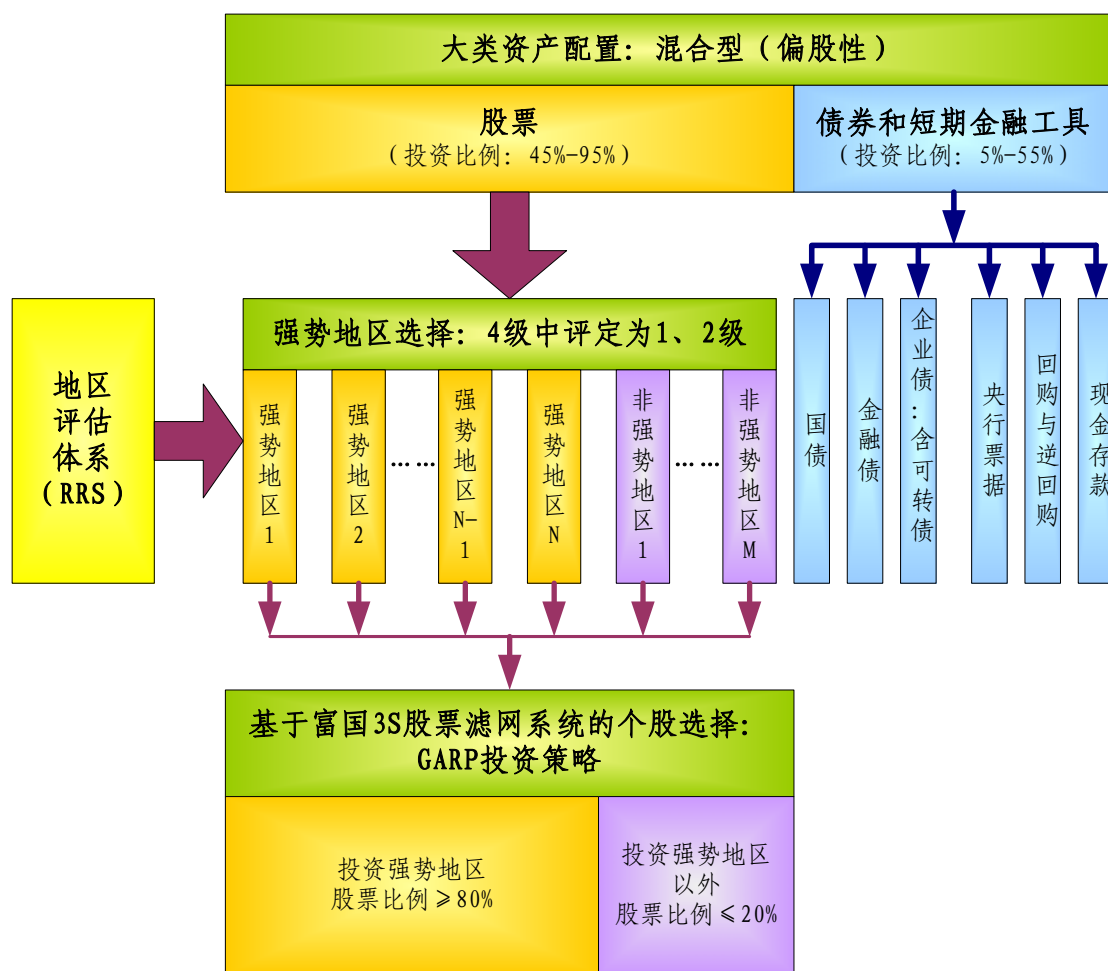 大类资产配置：混合型（偏股性）
股票
（投资比例：45%-95%）
债券和短期金融工具
（投资比例：5%-55%）
地区
评估
体系
（RRS）
强势地区选择：4级中评定为1、2级
强势地区1
强势地区2
……
强势地区N-1
强势地区N
非强势地区1
……
非强势地区M
国债
金融债
企业债：含可转债
央行票据
回购与逆回购
现金存款
基于富国3S股票滤网系统的个股选择：
GARP投资策略
投资强势地区
股票比例≥80%
投资强势地区
以外
股票比例≤20%